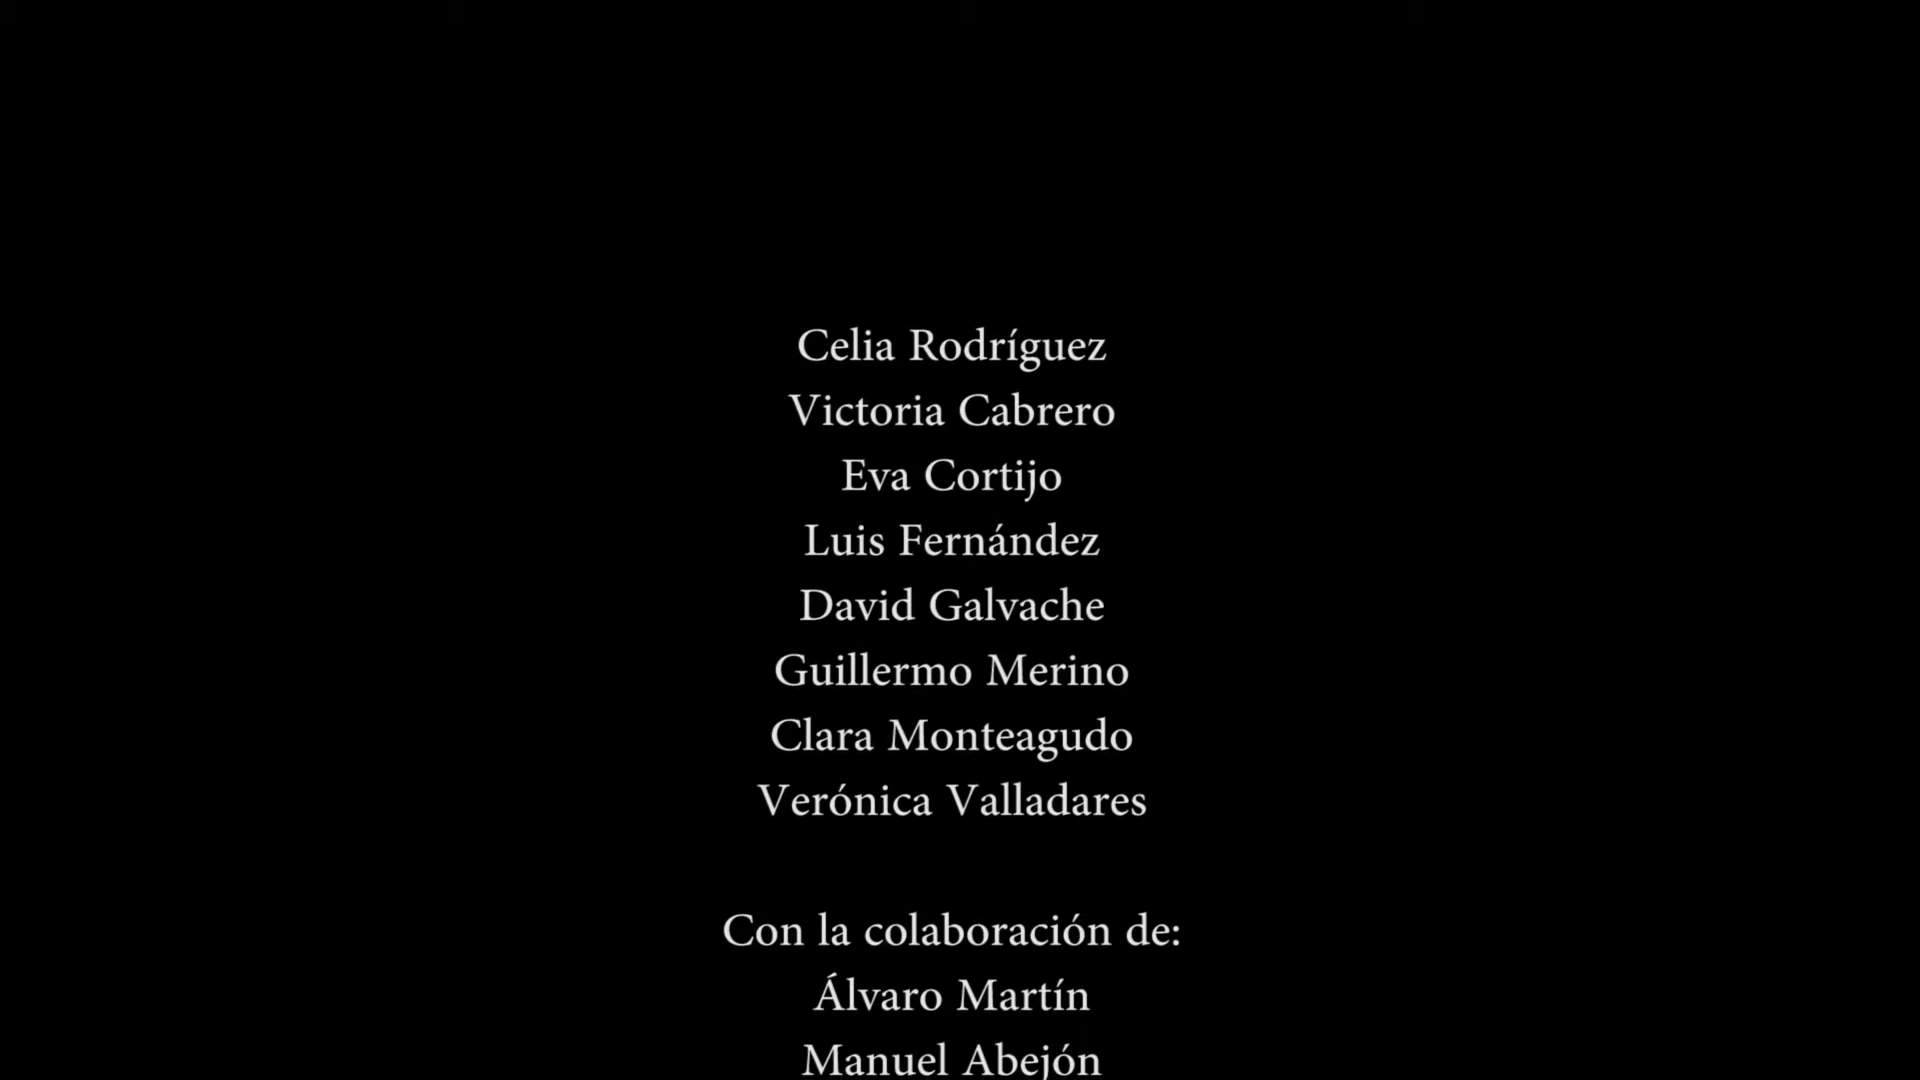 Celia Rodríguez
Victoria Cabrero
Eva Cortijo
Luis Fernández
David Galvache
Guillermo Merino
Clara Monteagudo
Verónica Valladares
Con la colaboración de:
Álvaro Martín
Manuel Abejón